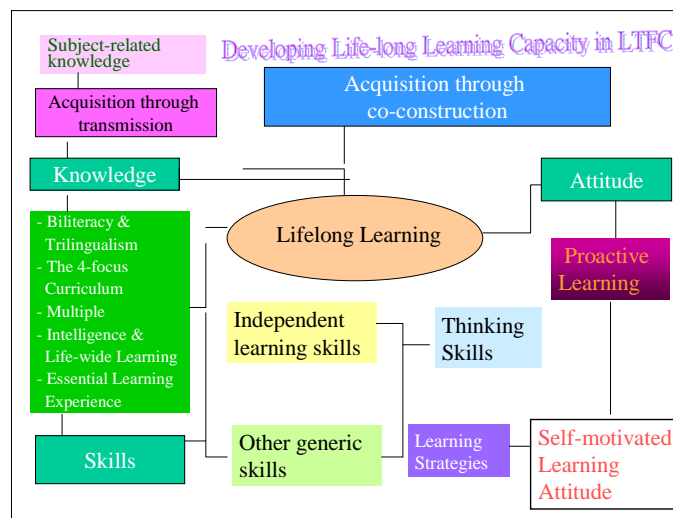 Developing Life-long Learning Capacity in LTFC
Subject-related
knowledge
Acquisition through
transmission
Acquisition through
co-construction
Knowledge
Attitude
Lifelong Learning
- Biliteracy &
Trilingualism
- The 4-focus
Curriculum
- Multiple
- Intelligence &
Life-wide Learning
- Essential Learning
Experience
Proactive
Learning
Independent
learning skills
Thinking
Skills
Skills
Other generic
skills
Learning
Strategies
Self-motivated
Learning
Attitude